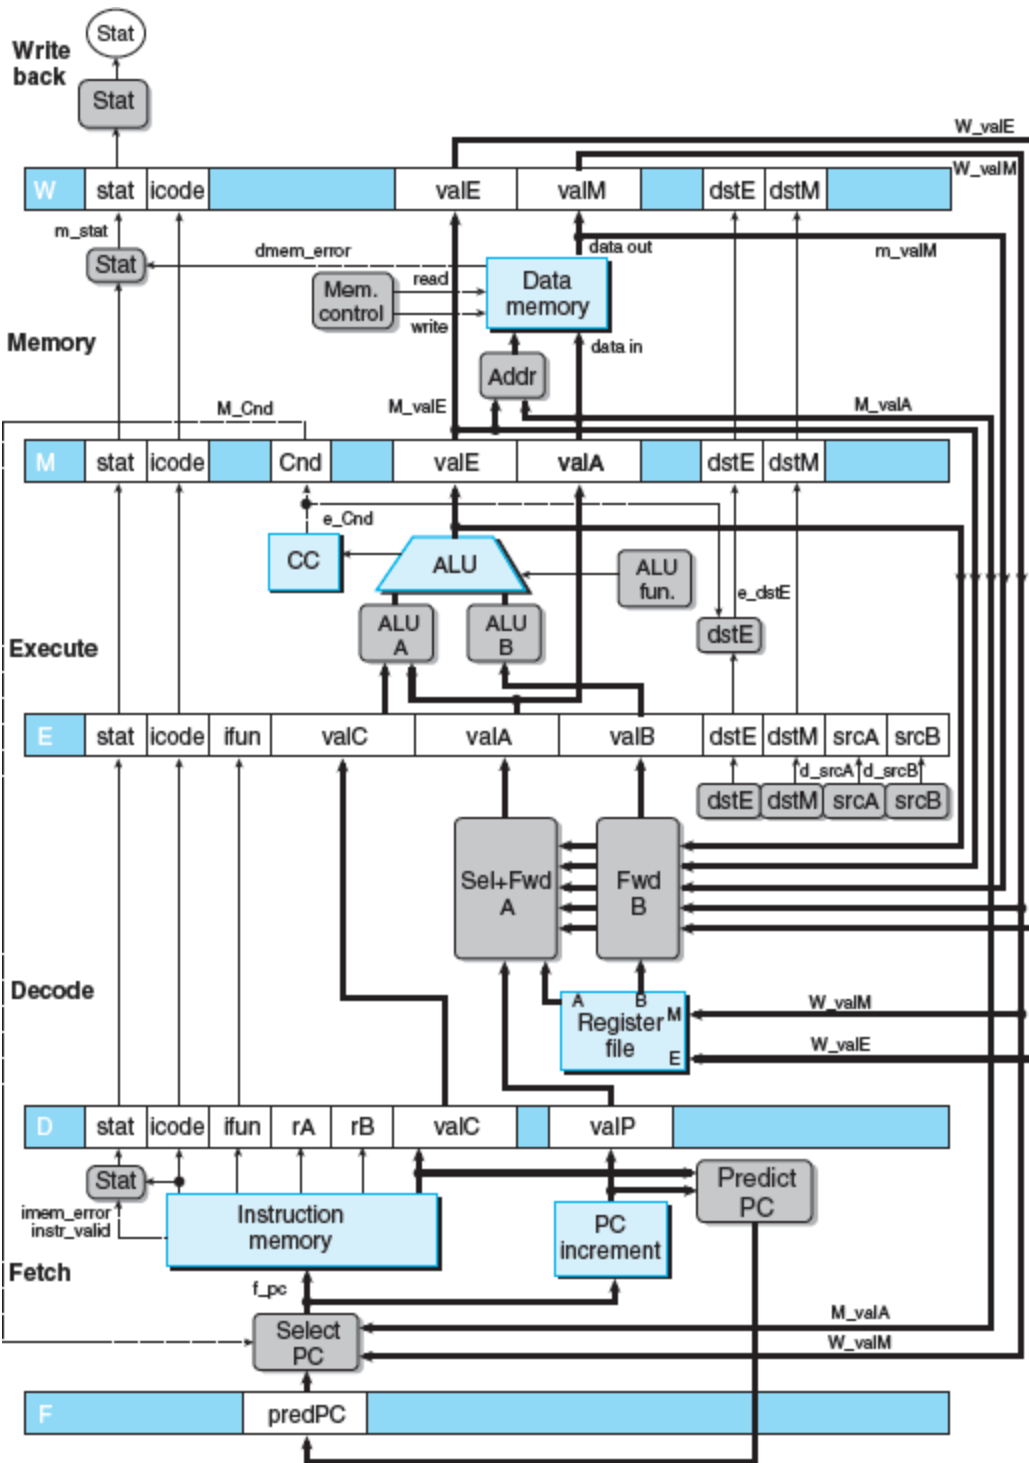 Stat
Write
back
Stat
W_valE
W stat icode valE valM dstE dstM
W_valM
m_stat
data out
m_valM
Stat
dmem_error
read
Data
memory
Mem.
control
write
Memory
data in
Addr
M_Cnd
M_valE
M_valA
M stat icode Cnd valE valA dstE dstM
e_Cnd
CC
ALU
ALU
fun.
e_dstE
ALU
A
ALU
B
dstE
Execute
E stat icode ifun valC valA valB dstE dstM srcA srcB
d_srcA d_srcB
dstE dstM srcA srcB
Sel+Fwd
A
Fwd
B
Decode
A B
M
Register
file
E
W_valM
W_valE
D stat icode ifun rA rB valC valP
Stat
Predict
PC
imem_error
instr_valid
Instruction
memory
PC
increment
Fetch
f_pc
Select
PC
M_valA
W_valM
F predPC